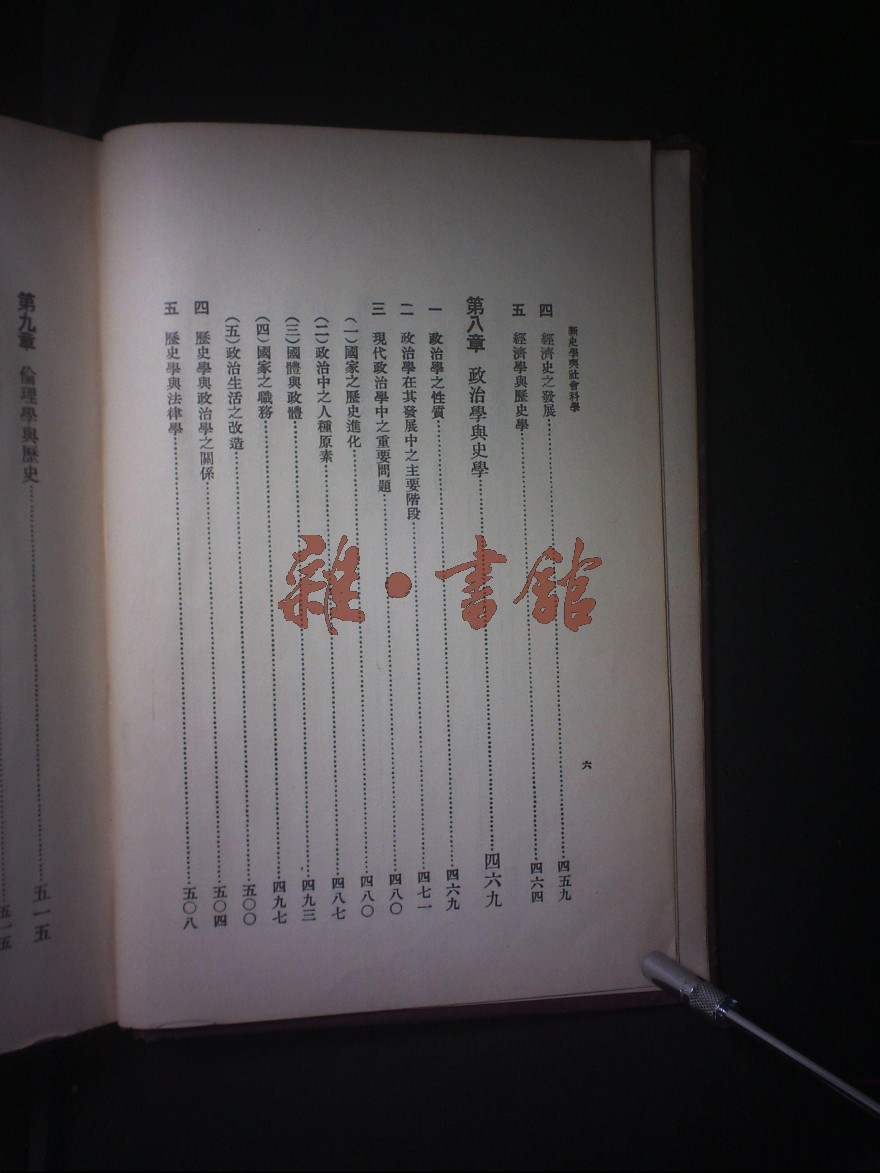 新史學與社會科學
六
四 經濟史之發展……四五九
五 經濟學與歷史學……四六四
第八章 政治學與史學……四六九
一 政治學之性質……四六九
二 政治學在其發展中之主要階段……四七一
三 現代政治學中之重要問題……四八〇
(一)國家之歷史進化……四八〇
(二)政治中之人種原素……四八七
(三)國體與政體……四九三
(四)國家之職務……四九七
(五)政治生活之改造……五〇〇
四 歷史學與政治學之關係……五〇四
五 歷史學與法律學……五〇八
第九章 倫理學與歷史……五一五
五一五
雜·書館